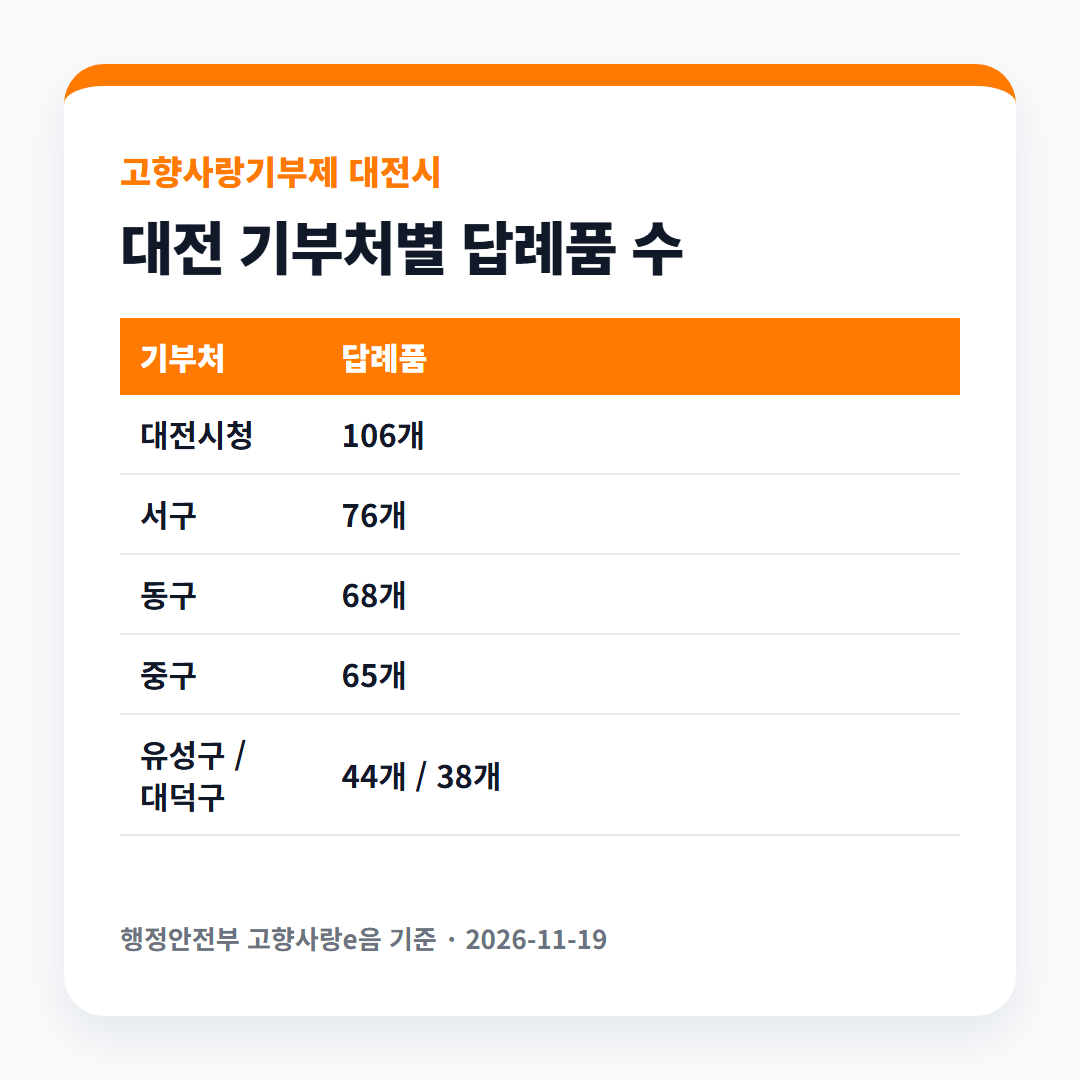 고향사랑기부제 대전시
대전 기부처별 답례품 수
기부처 답례품
대전시청 106개
서구 76개
동구 68개
중구 65개
유성구 /
대덕구 44개 / 38개
행정안전부 고향사랑e음 기준 · 2026-11-19